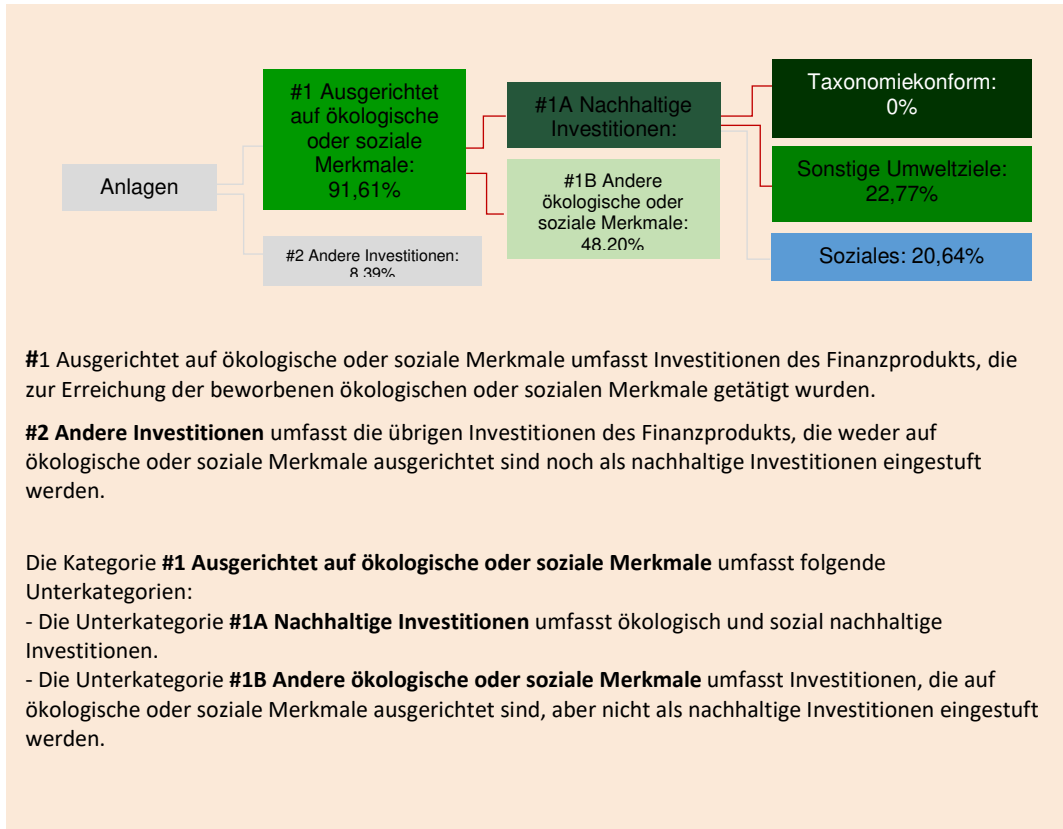 #1 Ausgerichtet
auf ökologische
oder soziale
Merkmale:
91,61%
#1A Nachhaltige
Investitionen:
Taxonomiekonform:
0%
Anlagen
#1B Andere
ökologische oder
soziale Merkmale:
48,20%
Sonstige Umweltziele:
22,77%
#2 Andere Investitionen:
8,39%
Soziales: 20,64%
#1 Ausgerichtet auf ökologische oder soziale Merkmale umfasst Investitionen des Finanzprodukts, die
zur Erreichung der beworbenen ökologischen oder sozialen Merkmale getätigt wurden.
#2 Andere Investitionen umfasst die übrigen Investitionen des Finanzprodukts, die weder auf
ökologische oder soziale Merkmale ausgerichtet sind noch als nachhaltige Investitionen eingestuft
werden.
Die Kategorie #1 Ausgerichtet auf ökologische oder soziale Merkmale umfasst folgende
Unterkategorien:
- Die Unterkategorie #1A Nachhaltige Investitionen umfasst ökologisch und sozial nachhaltige
Investitionen.
- Die Unterkategorie #1B Andere ökologische oder soziale Merkmale umfasst Investitionen, die auf
ökologische oder soziale Merkmale ausgerichtet sind, aber nicht als nachhaltige Investitionen eingestuft
werden.